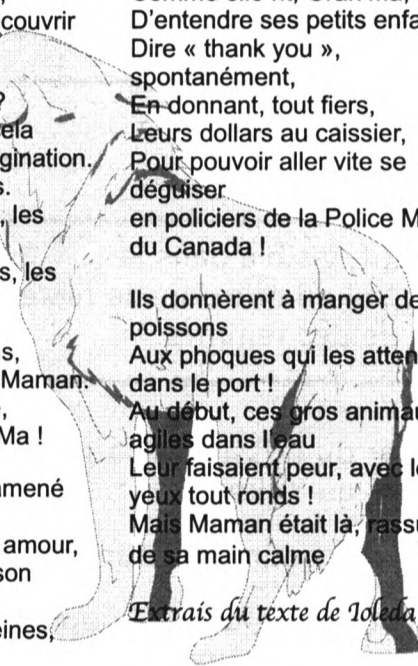 couvrir
?
ela
gination.
s.
, les
s, les
s,
Maman.
,
Ma !
mené
amour,
son
eines,
D'entendre ses petits enfa
Dire « thank you »,
spontanément,
En donnant, tout fiers,
Leurs dollars au caissier,
Pour pouvoir aller vite se
déguiser
en policiers de la Police M
du Canada !
Ils donnèrent à manger de
poissons
Aux phoques qui les atten
dans le port !
Au début, ces gros animau
agiles dans l'eau
Leur faisaient peur, avec le
yeux tout ronds !
Mais Maman était là, rassu
de sa main calme
Extrais du texte de Ioleda